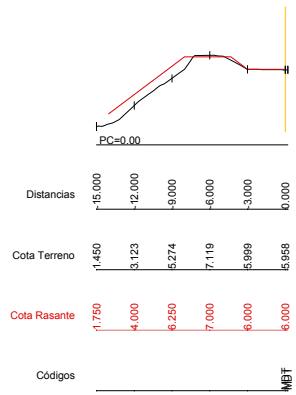 PC=0.00
Distancias -15.000 -12.000 -9.000 -6.000 -3.000 0.000
Cota Terreno 1.450 3.123 5.274 7.119 5.999 5.958
Cota Rasante 1.750 4.000 6.250 7.000 6.000 6.000
Códigos MDT